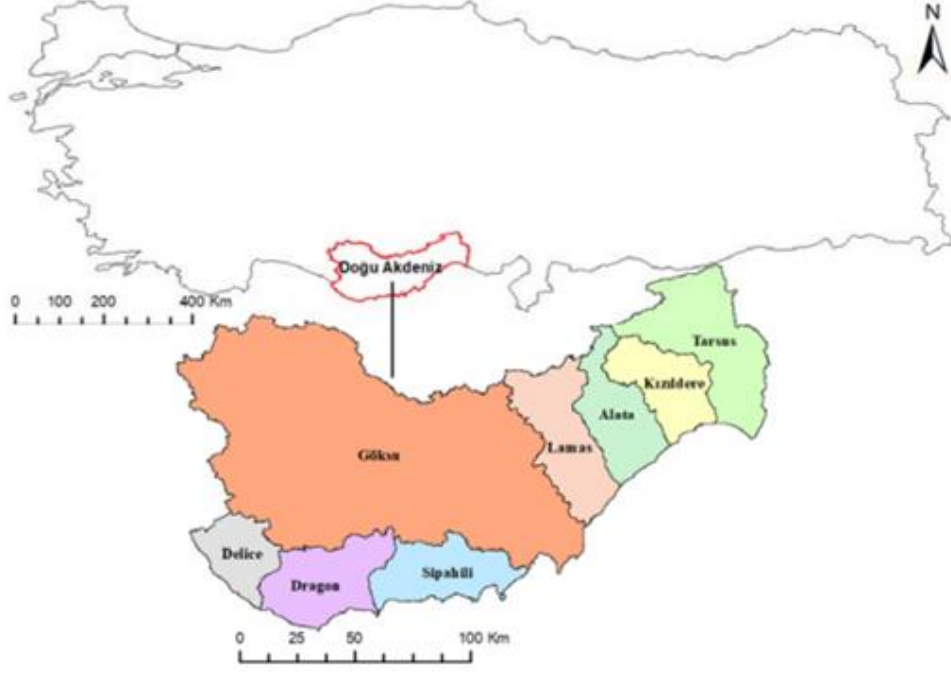 N
Doğu Akdeniz
0 100 200 400 Km
Tarsus
Kızıldere
Alata
Lamas
Göksu
Delice
Dragon
Sipahili
0 25 50 100 Km